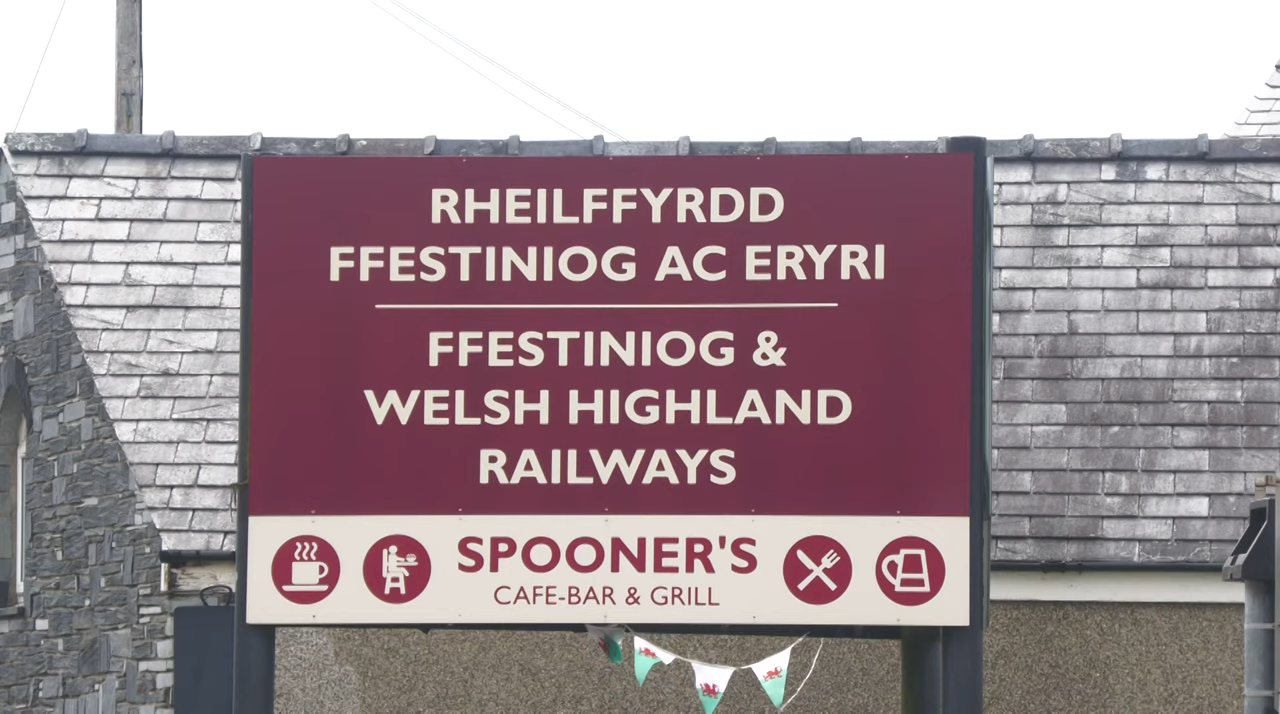 RHEILFFYRDD
FFESTINIOG AC ERYRI
FFESTINIOG &
WELSH HIGHLAND
RAILWAYS
SPOONER'S
CAFE-BAR & GRILL